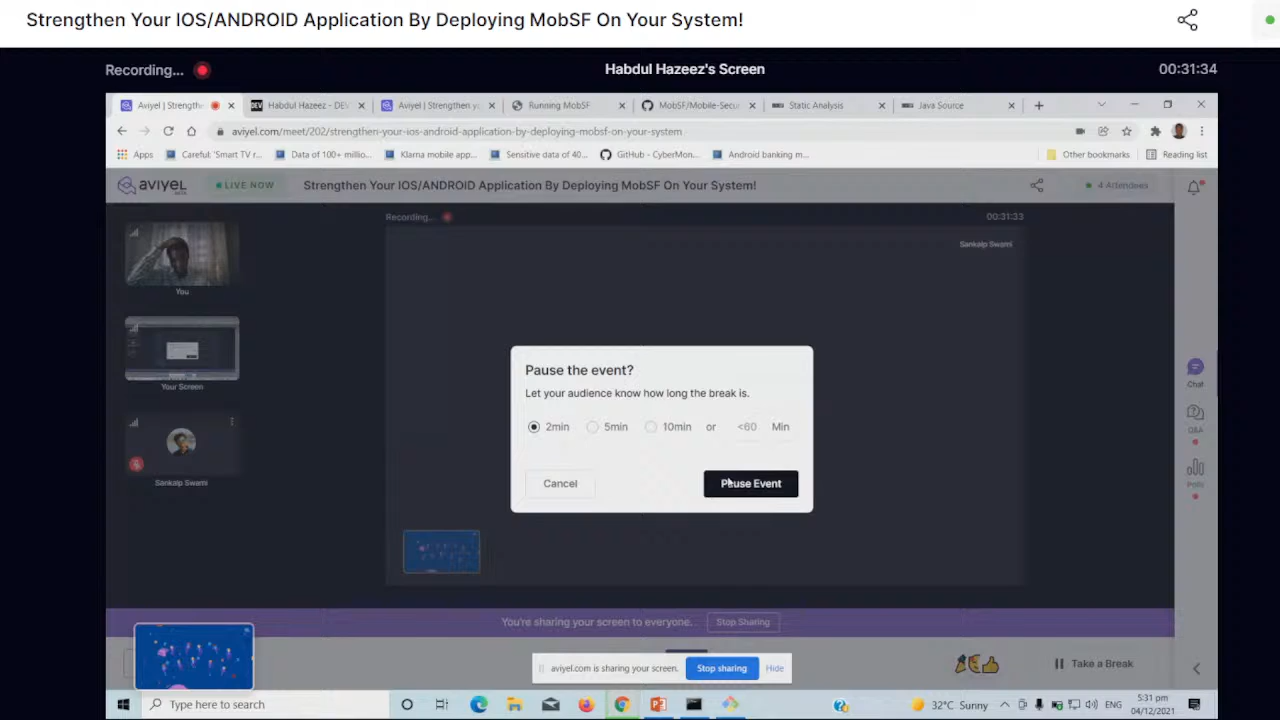 Strengthen Your IOS/ANDROID Application By Deploying MobSF On Your System!
Recording...
Habdul Hazeez's Screen
00:31:34
Aviyel | Strength
Habdul Hazeez - DEV
Aviyel | Strengthen yo
Running MobSF
MobSF/Mobile-Secu
Static Analysis
Java Source
aviyel.com/meet/202/strengthen-your-ios-android-application-by-deploying-mobsf-on-your-system
Apps
Careful: 'Smart TV r...
Data of 100+ millio...
Klarna mobile app...
Sensitive data of 40...
GitHub - CyberMon...
Android banking m...
Other bookmarks
Reading list
aviyel
BETA
LIVE NOW
Strengthen Your IOS/ANDROID Application By Deploying MobSF On Your System!
4 Attendees
Recording...
00:31:33
Sankalp Swami
You
Your Screen
Sankalp Swami
Pause the event?
Let your audience know how long the break is.
2min
5min
10min
or
<60
Min
Cancel
Pause Event
Chat
Q&A
Polls
You're sharing your screen to everyone.
Stop Sharing
aviyel.com is sharing your screen.
Stop sharing
Hide
Take a Break
Type here to search
32°C Sunny
ENG
5:31 pm
04/12/2021